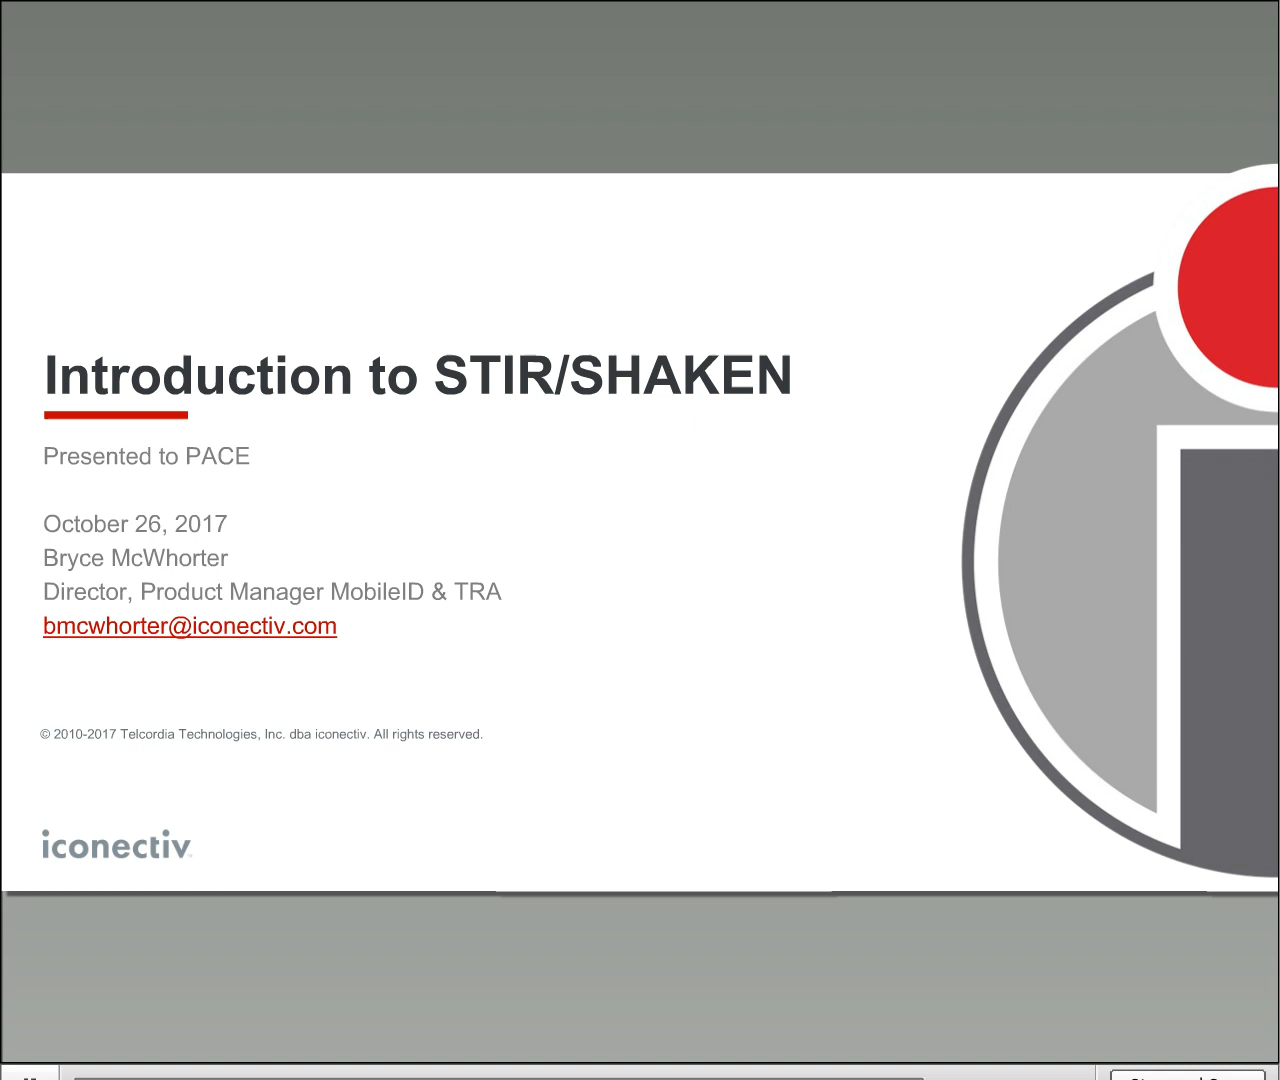 Introduction to STIR/SHAKEN
Presented to PACE
October 26, 2017
Bryce McWhorter
Director, Product Manager MobileID & TRA
bmcwhorter@iconectiv.com
© 2010-2017 Telcordia Technologies, Inc. dba iconectiv. All rights reserved.
iconectiv